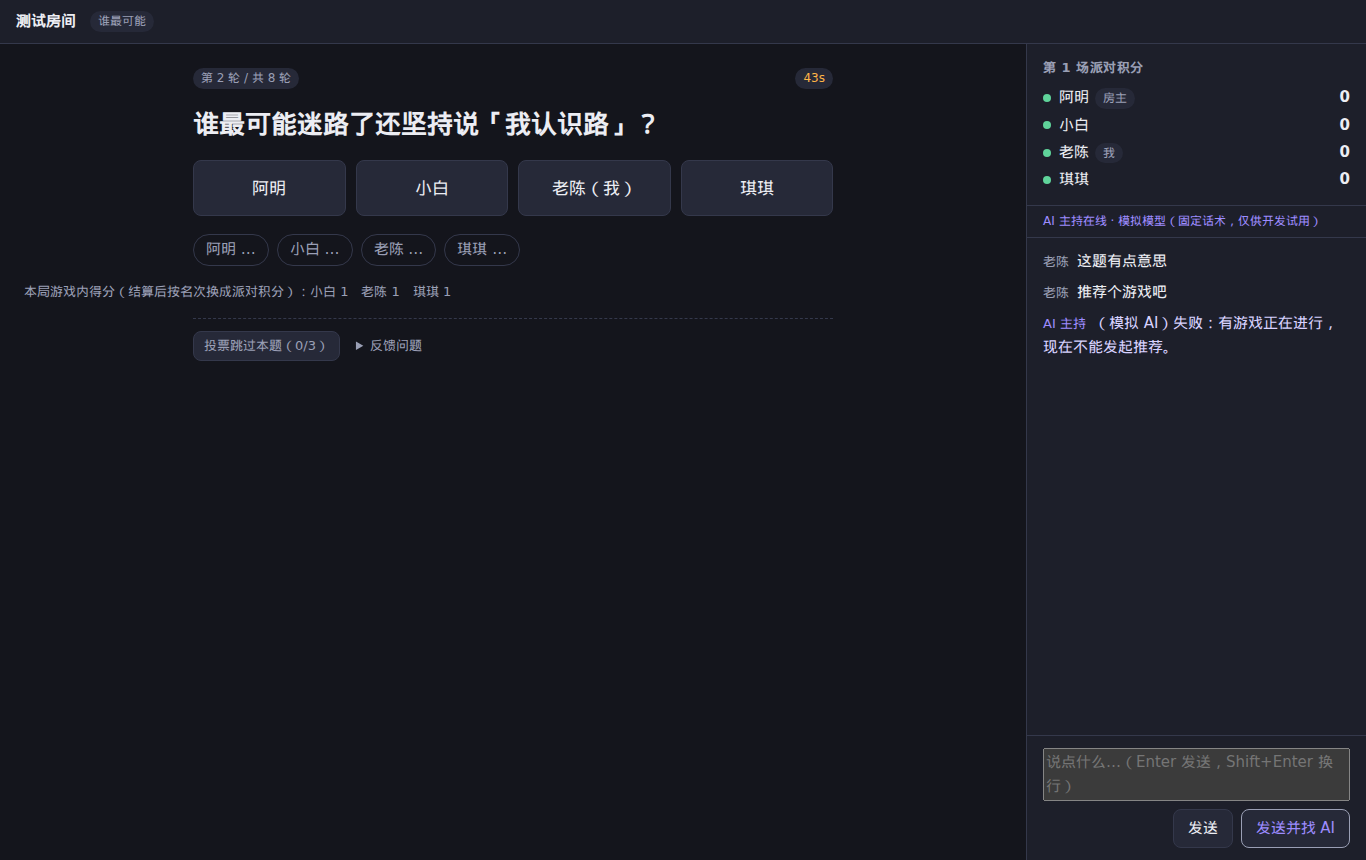 测试房间 谁最可能
第 2 轮 / 共 8 轮 43s
谁最可能迷路了还坚持说「我认识路」？
阿明 小白 老陈（我） 琪琪
阿明 … 小白 … 老陈 … 琪琪 …
本局游戏内得分（结算后按名次换成派对积分）：小白 1 老陈 1 琪琪 1
投票跳过本题（0/3） ▶ 反馈问题
第 1 场派对积分
阿明 房主 0
小白 0
老陈 我 0
琪琪 0
AI 主持在线 · 模拟模型（固定话术，仅供开发试用）
老陈 这题有点意思
老陈 推荐个游戏吧
AI 主持 （模拟 AI）失败：有游戏正在进行，
现在不能发起推荐。
说点什么…（Enter 发送，Shift+Enter 换
行）
发送 发送并找 AI